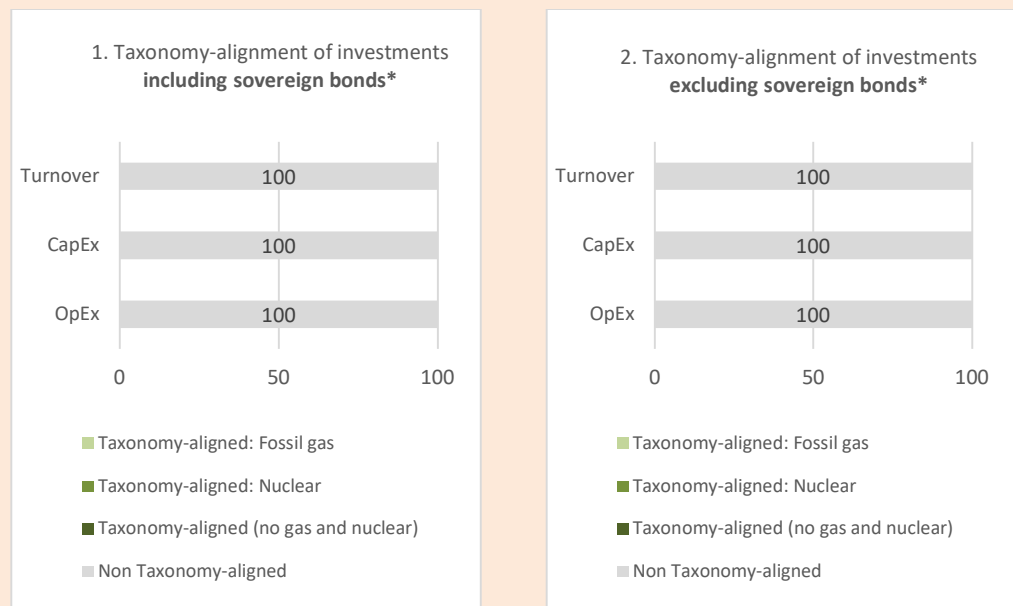 1. Taxonomy-alignment of investments
including sovereign bonds*
Turnover
100
CapEx
100
OpEx
100
0 50 100
Taxonomy-aligned: Fossil gas
Taxonomy-aligned: Nuclear
Taxonomy-aligned (no gas and nuclear)
Non Taxonomy-aligned
2. Taxonomy-alignment of investments
excluding sovereign bonds*
Turnover
100
CapEx
100
OpEx
100
0 50 100
Taxonomy-aligned: Fossil gas
Taxonomy-aligned: Nuclear
Taxonomy-aligned (no gas and nuclear)
Non Taxonomy-aligned